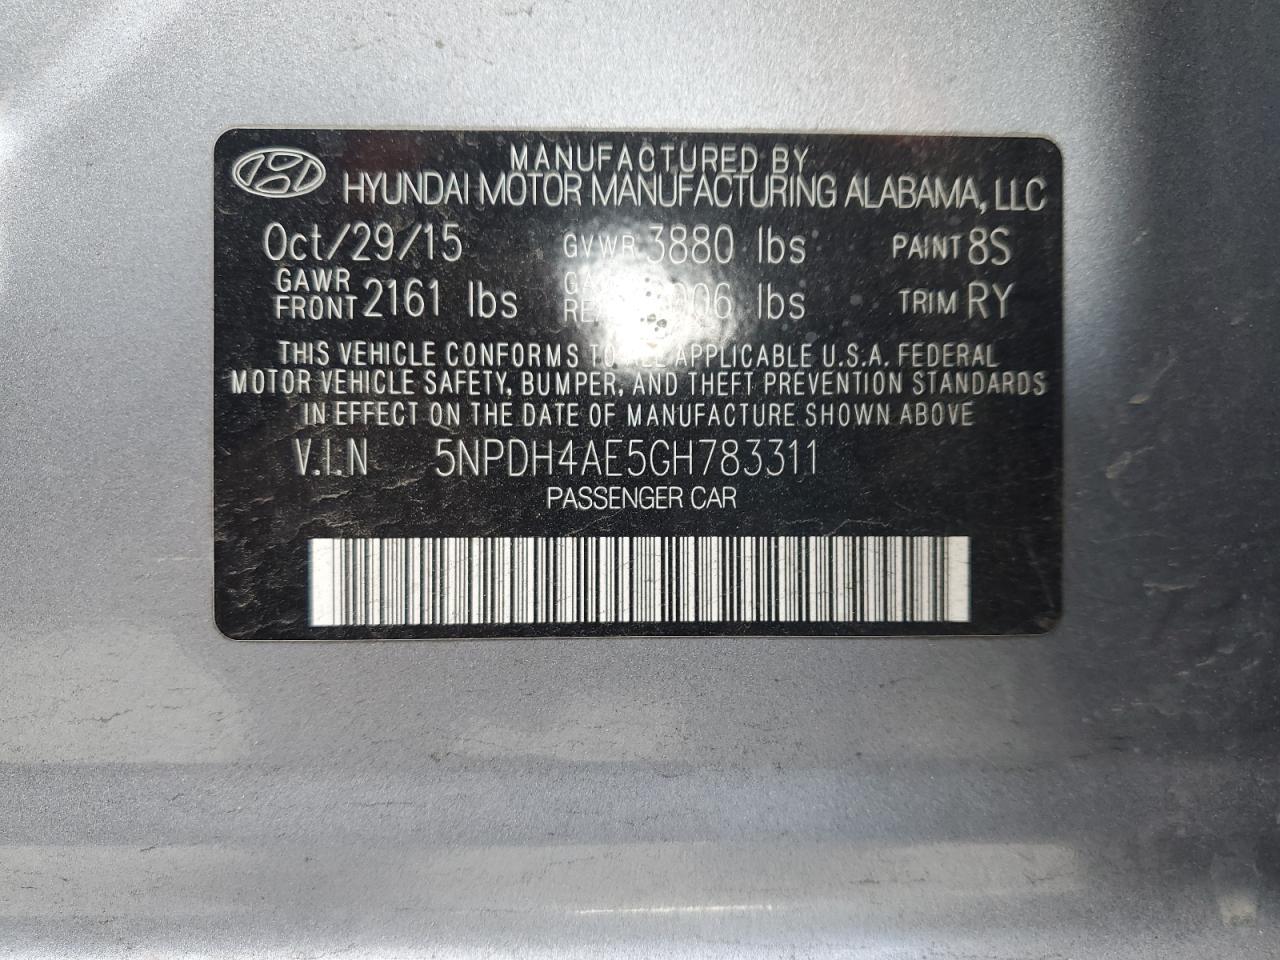 MANUFACTURED BY
HYUNDAI MOTOR MANUFACTURING ALABAMA, LLC
Oct/29/15 GVWR 3880 lbs PAINT 8S
GAWR FRONT 2161 lbs lbs TRIM RY
THIS VEHICLE CONFORMS TO ALL APPLICABLE U.S.A. FEDERAL
MOTOR VEHICLE SAFETY, BUMPER, AND THEFT PREVENTION STANDARDS
IN EFFECT ON THE DATE OF MANUFACTURE SHOWN ABOVE
V.I.N 5NPDH4AE5GH783311
PASSENGER CAR